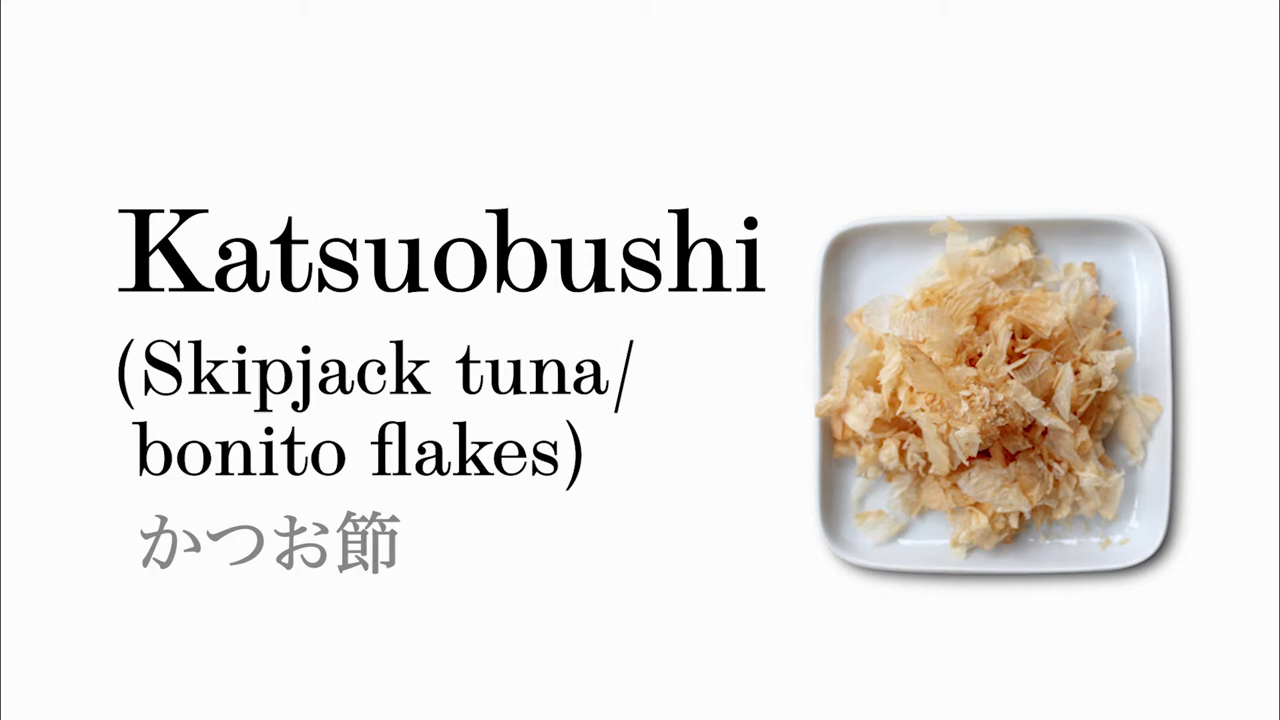 Katsuobushi
(Skipjack tuna/
bonito flakes)
かつお節